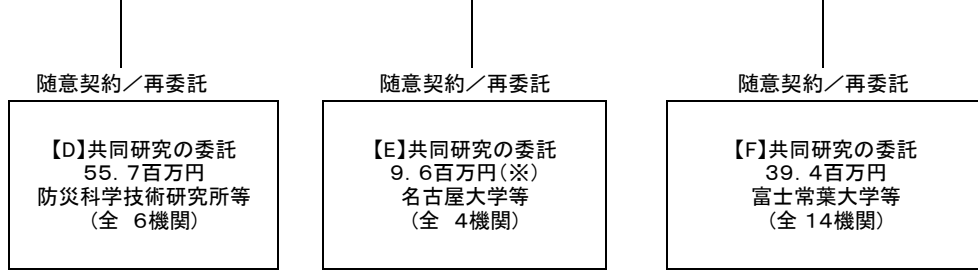 随意契約／再委託
【D】共同研究の委託
５５．７百万円
防災科学技術研究所等
（全　６機関）
随意契約／再委託
【E】共同研究の委託
９．６百万円（※）
名古屋大学等
（全　４機関）
随意契約／再委託
【F】共同研究の委託
３９．４百万円
富士常葉大学等
（全 １４機関）